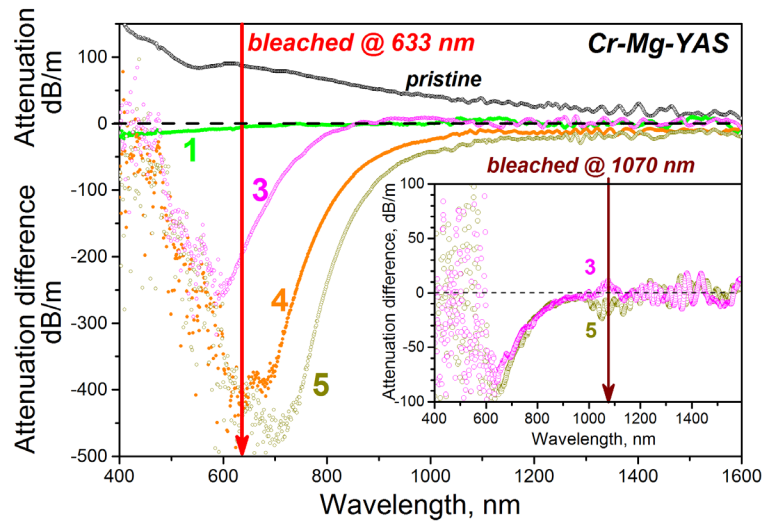 Attenuation
dB/m
Attenuation difference
dB/m
100
0
-100
-200
-300
-400
-500
bleached @ 633 nm
Cr-Mg-YAS
pristine
1
3
4
5
bleached @ 1070 nm
Attenuation difference, dB/m
100
50
0
-50
-100
3
5
400 600 800 1000 1200 1400
Wavelength, nm
400 600 800 1000 1200 1400 1600
Wavelength, nm